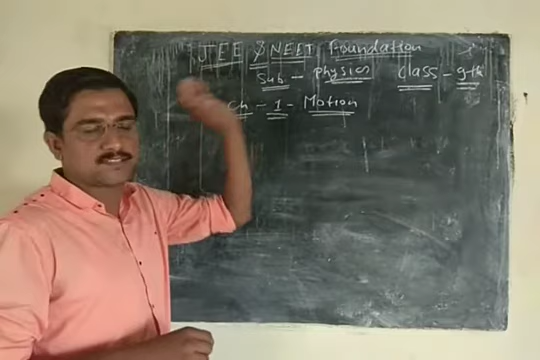 JEE & NEET Foundation
Sub - Physics Class - 9th
Ch - 1 - Motion